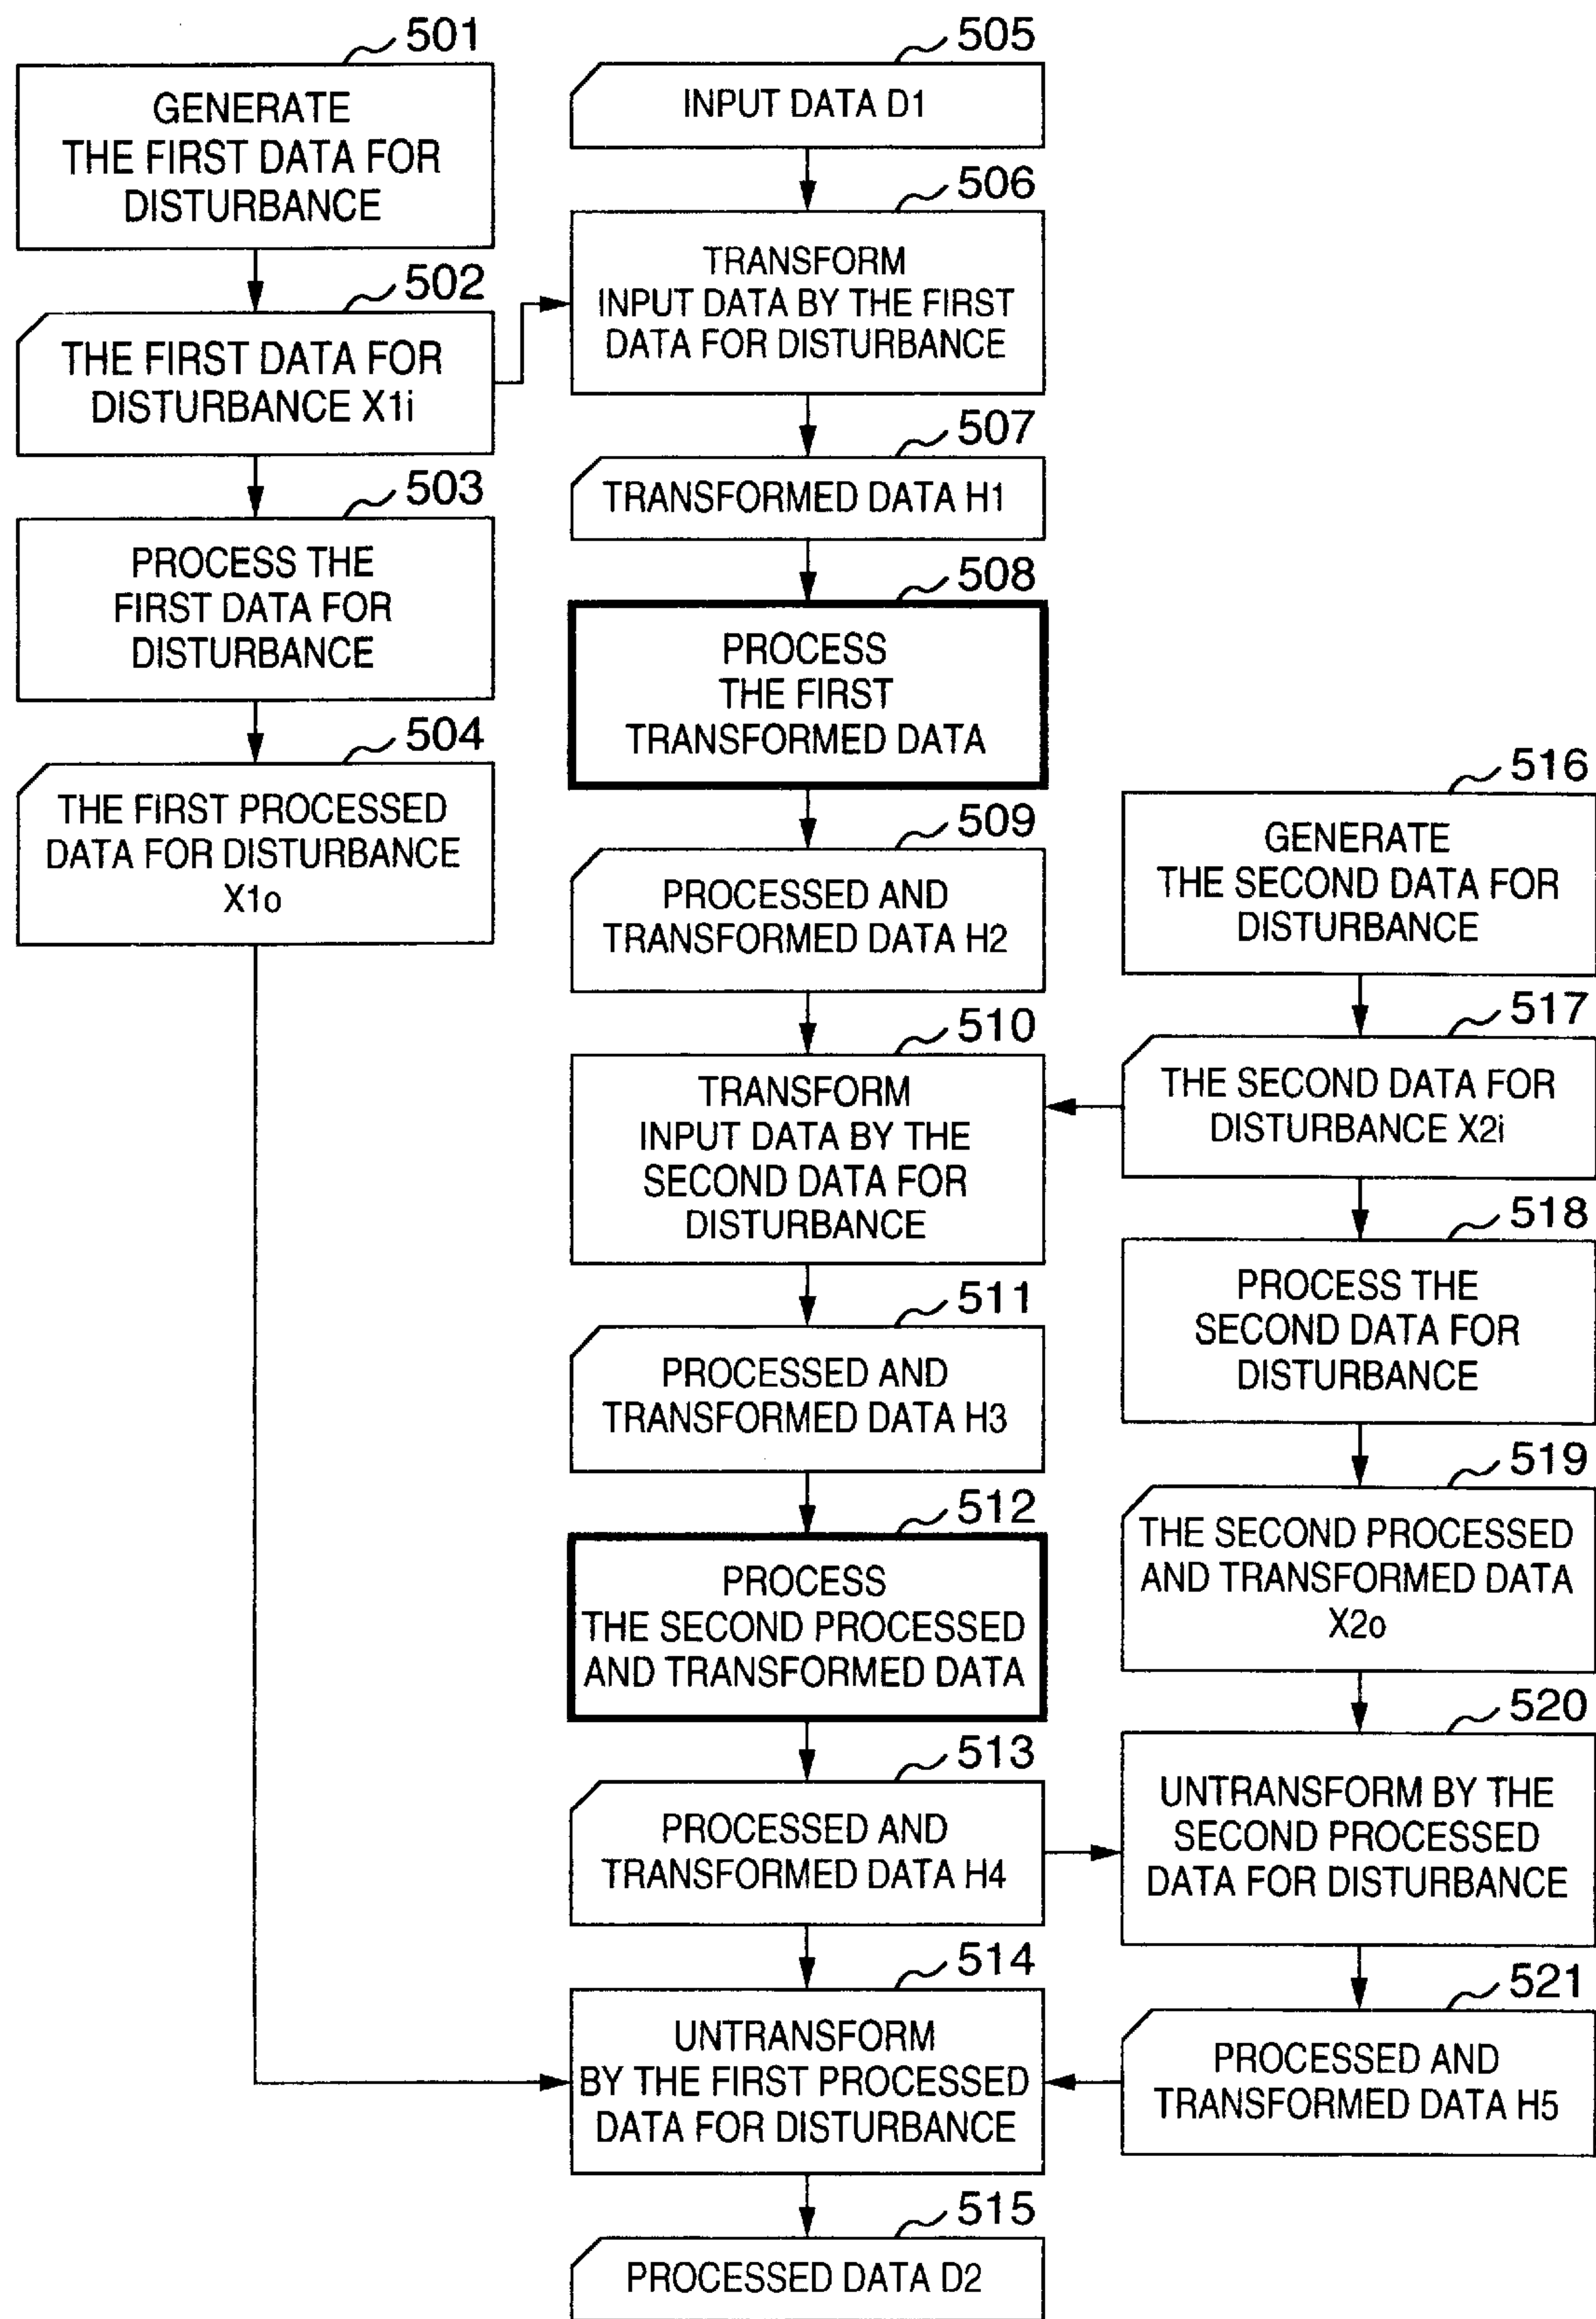 501
GENERATE
THE FIRST DATA FOR
DISTURBANCE
502
THE FIRST DATA FOR
DISTURBANCE X1i
503
PROCESS THE
FIRST DATA FOR
DISTURBANCE
504
THE FIRST PROCESSED
DATA FOR DISTURBANCE
X1o
505
INPUT DATA D1
506
TRANSFORM
INPUT DATA BY THE FIRST
DATA FOR DISTURBANCE
507
TRANSFORMED DATA H1
508
PROCESS
THE FIRST
TRANSFORMED DATA
509
PROCESSED AND
TRANSFORMED DATA H2
510
TRANSFORM
INPUT DATA BY THE
SECOND DATA FOR
DISTURBANCE
511
PROCESSED AND
TRANSFORMED DATA H3
512
PROCESS
THE SECOND PROCESSED
AND TRANSFORMED DATA
513
PROCESSED AND
TRANSFORMED DATA H4
514
UNTRANSFORM
BY THE FIRST PROCESSED
DATA FOR DISTURBANCE
515
PROCESSED DATA D2
516
GENERATE
THE SECOND DATA FOR
DISTURBANCE
517
THE SECOND DATA FOR
DISTURBANCE X2i
518
PROCESS THE
SECOND DATA FOR
DISTURBANCE
519
THE SECOND PROCESSED
AND TRANSFORMED DATA
X2o
520
UNTRANSFORM BY THE
SECOND PROCESSED
DATA FOR DISTURBANCE
521
PROCESSED AND
TRANSFORMED DATA H5